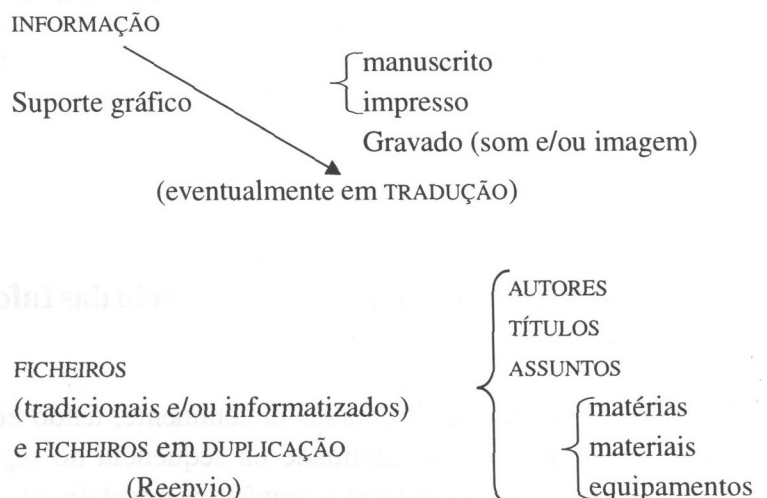 INFORMAÇÃO
manuscrito
Suporte gráfico
impresso
Gravado (som e/ou imagem)
(eventualmente em TRADUÇÃO)
AUTORES
TÍTULOS
FICHEIROS
ASSUNTOS
(tradicionais e/ou informatizados)
matérias
e FICHEIROS em DUPLICAÇÃO
materiais
(Reenvio)
equipamentos